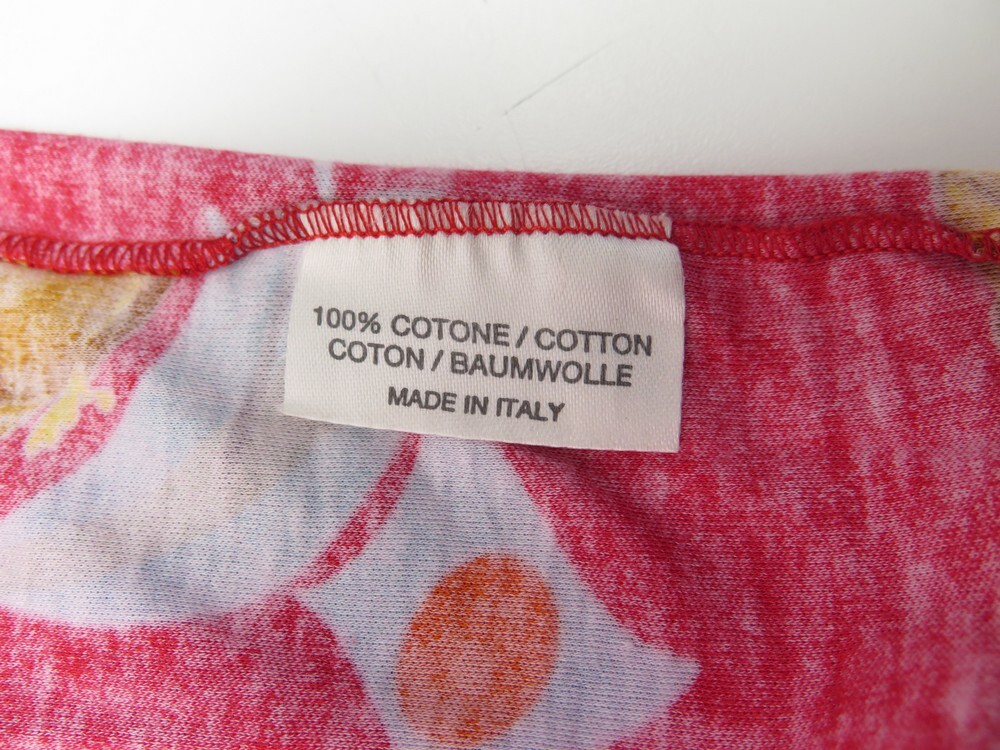 100% COTONE / COTTON
COTON / BAUMWOLLE
MADE IN ITALY